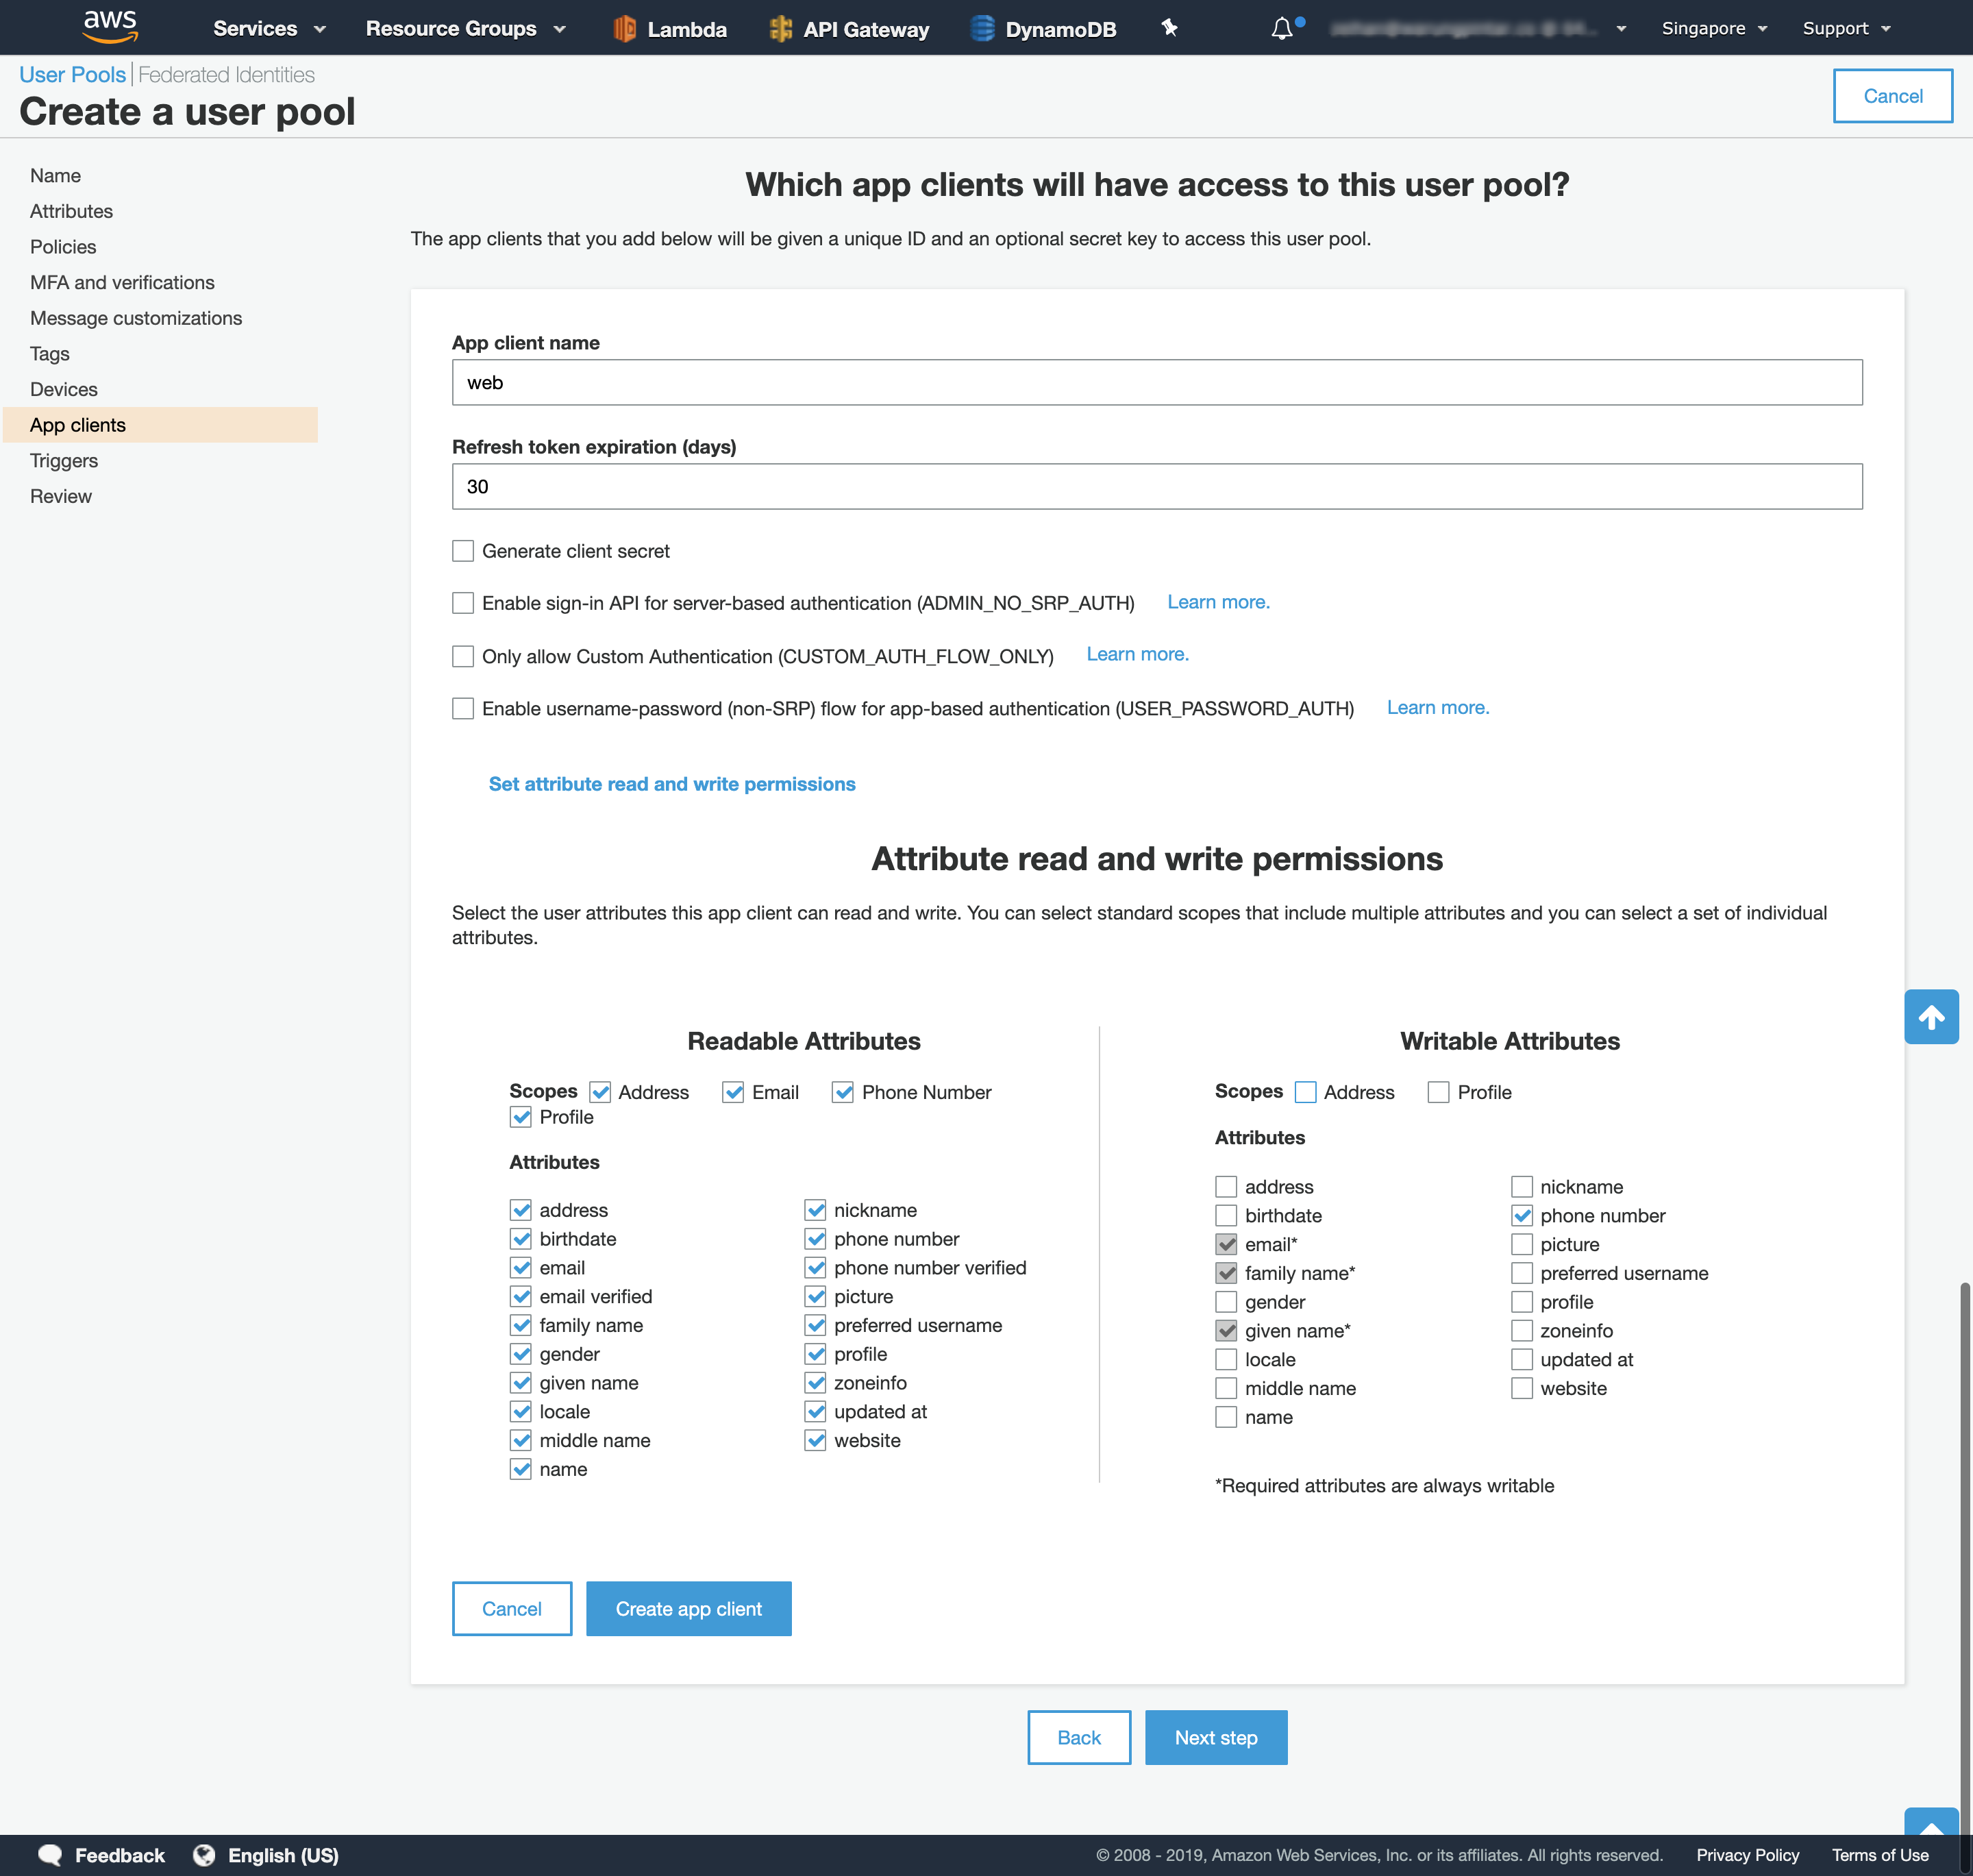 aws Services Resource Groups Lambda API Gateway DynamoDB Singapore Support
User Pools Federated Identities
Create a user pool
Cancel
Name
Attributes
Policies
MFA and verifications
Message customizations
Tags
Devices
App clients
Triggers
Review
Which app clients will have access to this user pool?
The app clients that you add below will be given a unique ID and an optional secret key to access this user pool.
App client name
web
Refresh token expiration (days)
30
Generate client secret
Enable sign-in API for server-based authentication (ADMIN_NO_SRP_AUTH) Learn more.
Only allow Custom Authentication (CUSTOM_AUTH_FLOW_ONLY) Learn more.
Enable username-password (non-SRP) flow for app-based authentication (USER_PASSWORD_AUTH) Learn more.
Set attribute read and write permissions
Attribute read and write permissions
Select the user attributes this app client can read and write. You can select standard scopes that include multiple attributes and you can select a set of individual
attributes.
Readable Attributes
Scopes Address Email Phone Number
Profile
Attributes
address
birthdate
email
email verified
family name
gender
given name
locale
middle name
name
nickname
phone number
phone number verified
picture
preferred username
profile
zoneinfo
updated at
website
Writable Attributes
Scopes Address Profile
Attributes
address
birthdate
email*
family name*
gender
given name*
locale
middle name
name
nickname
phone number
picture
preferred username
profile
zoneinfo
updated at
website
*Required attributes are always writable
Cancel Create app client
Back Next step
Feedback English (US) © 2008 - 2019, Amazon Web Services, Inc. or its affiliates. All rights reserved. Privacy Policy Terms of Use